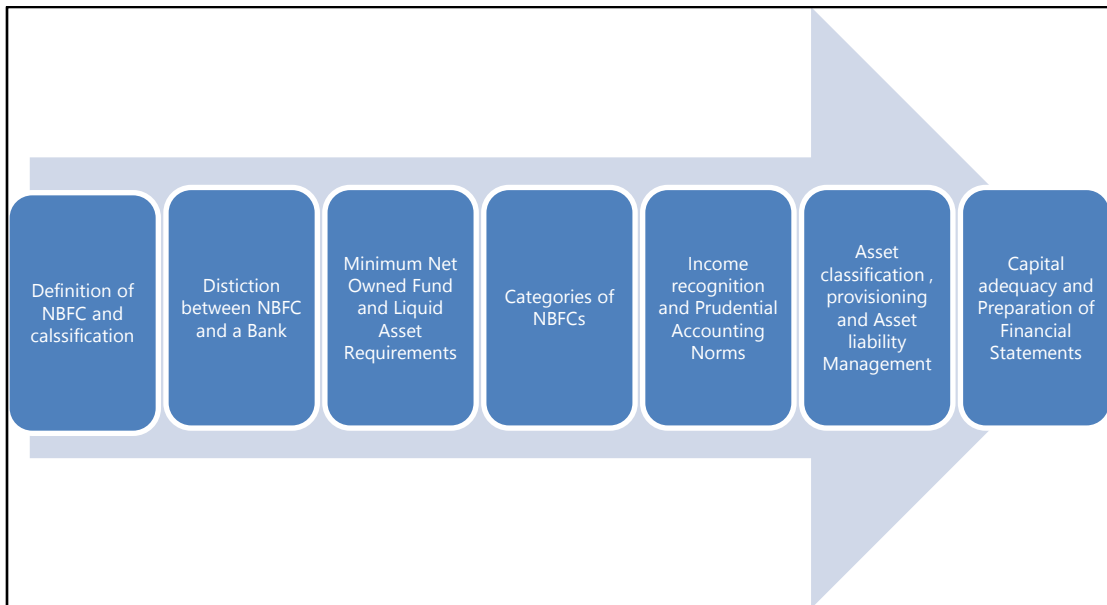 Definition of
NBFC and
calssification
Distiction
between NBFC
and a Bank
Minimum Net
Owned Fund
and Liquid
Asset
Requirements
Categories of
NBFCs
Income
recognition
and Prudential
Accounting
Norms
Asset
classification ,
provisioning
and Asset
liability
Management
Capital
adequacy and
Preparation of
Financial
Statements